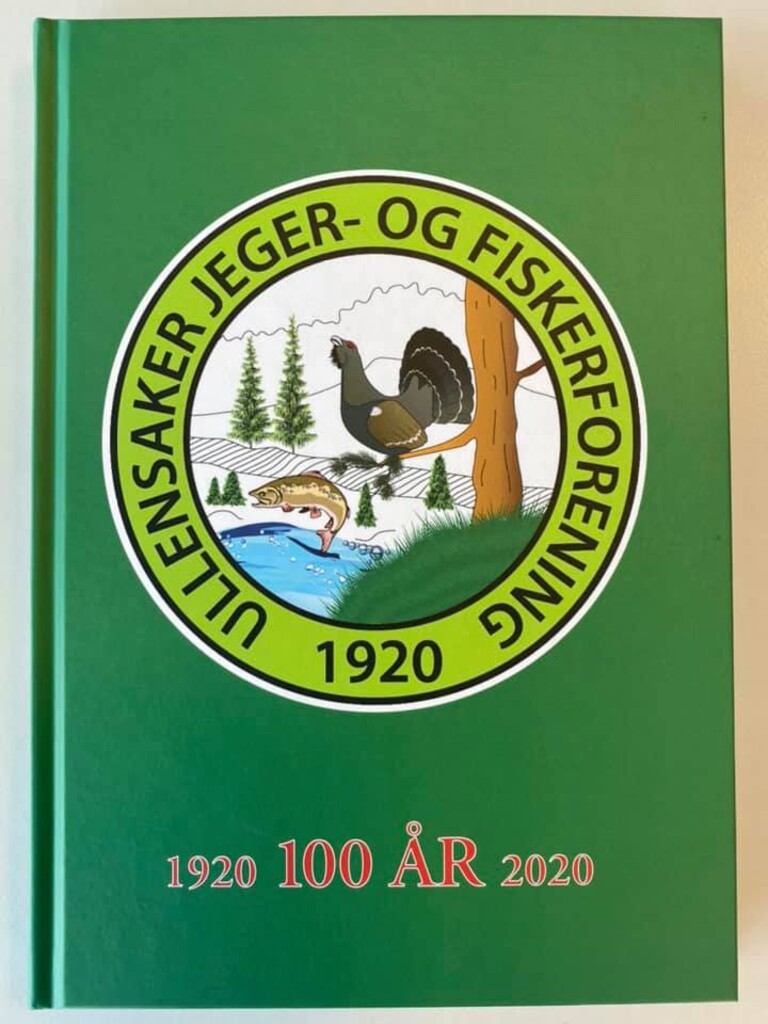 ULLENSAKER JEGER- OG FISKERFORENING
1920
1920 100 ÅR 2020